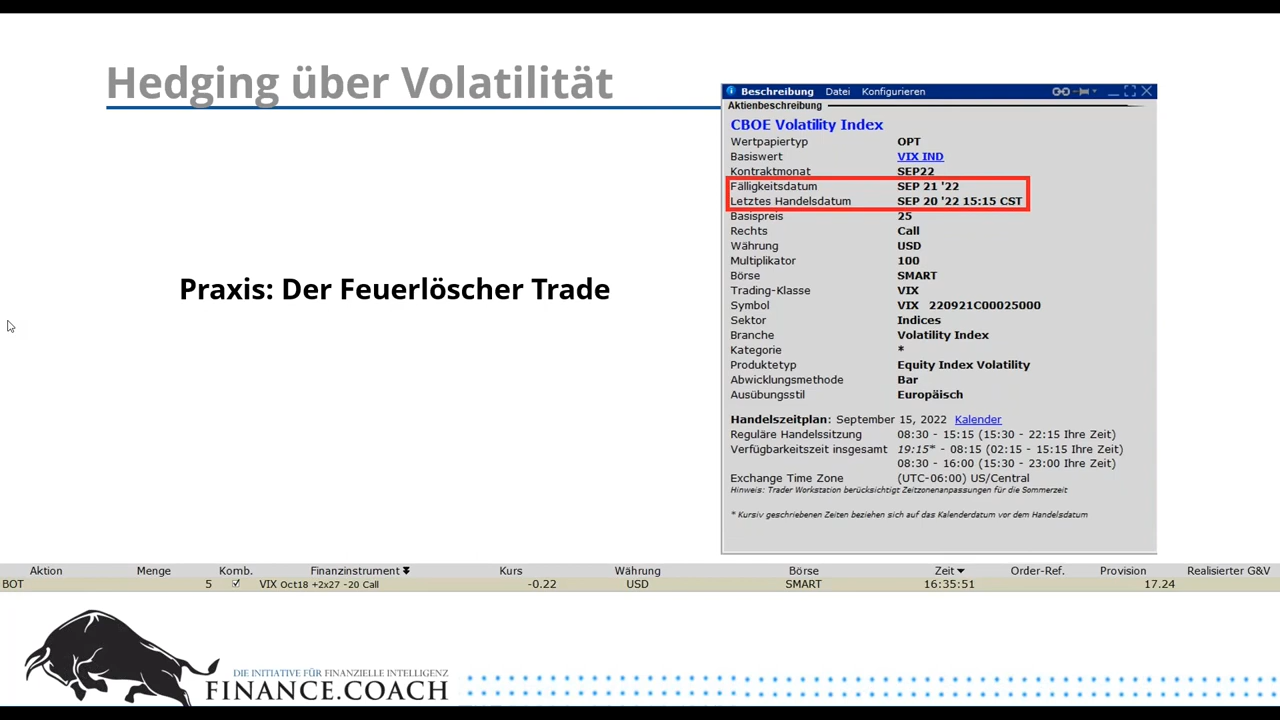 Hedging über Volatilität
Praxis: Der Feuerlöscher Trade
Beschreibung Datei Konfigurieren
Aktienbeschreibung
CBOE Volatility Index
Wertpapiertyp OPT
Basiswert VIX IND
Kontraktmonat SEP22
Fälligkeitsdatum SEP 21 '22
Letztes Handelsdatum SEP 20 '22 15:15 CST
Basispreis 25
Rechts Call
Währung USD
Multiplikator 100
Börse SMART
Trading-Klasse VIX
Symbol VIX 220921C00025000
Sektor Indices
Branche Volatility Index
Kategorie *
Produktetyp Equity Index Volatility
Abwicklungsmethode Bar
Ausübungsstil Europäisch
Handelszeitplan: September 15, 2022 Kalender
Reguläre Handelssitzung 08:30 - 15:15 (15:30 - 22:15 Ihre Zeit)
Verfügbarkeitszeit insgesamt 19:15* - 08:15 (02:15 - 15:15 Ihre Zeit)
08:30 - 16:00 (15:30 - 23:00 Ihre Zeit)
Exchange Time Zone (UTC-06:00) US/Central
Hinweis: Trader Workstation berücksichtigt Zeitzonenanpassungen für die Sommerzeit
* Kursiv geschriebenen Zeiten beziehen sich auf das Kalenderdatum vor dem Handelsdatum
Aktion Menge Komb. Finanzinstrument Kurs Währung Börse Zeit Order-Ref. Provision Realisierter G&V
BOT 5 VIX Oct18 +2x27 -20 Call -0.22 USD SMART 16:35:51 17.24
DIE INITIATIVE FÜR FINANZIELLE INTELLIGENZ
FINANCE.COACH